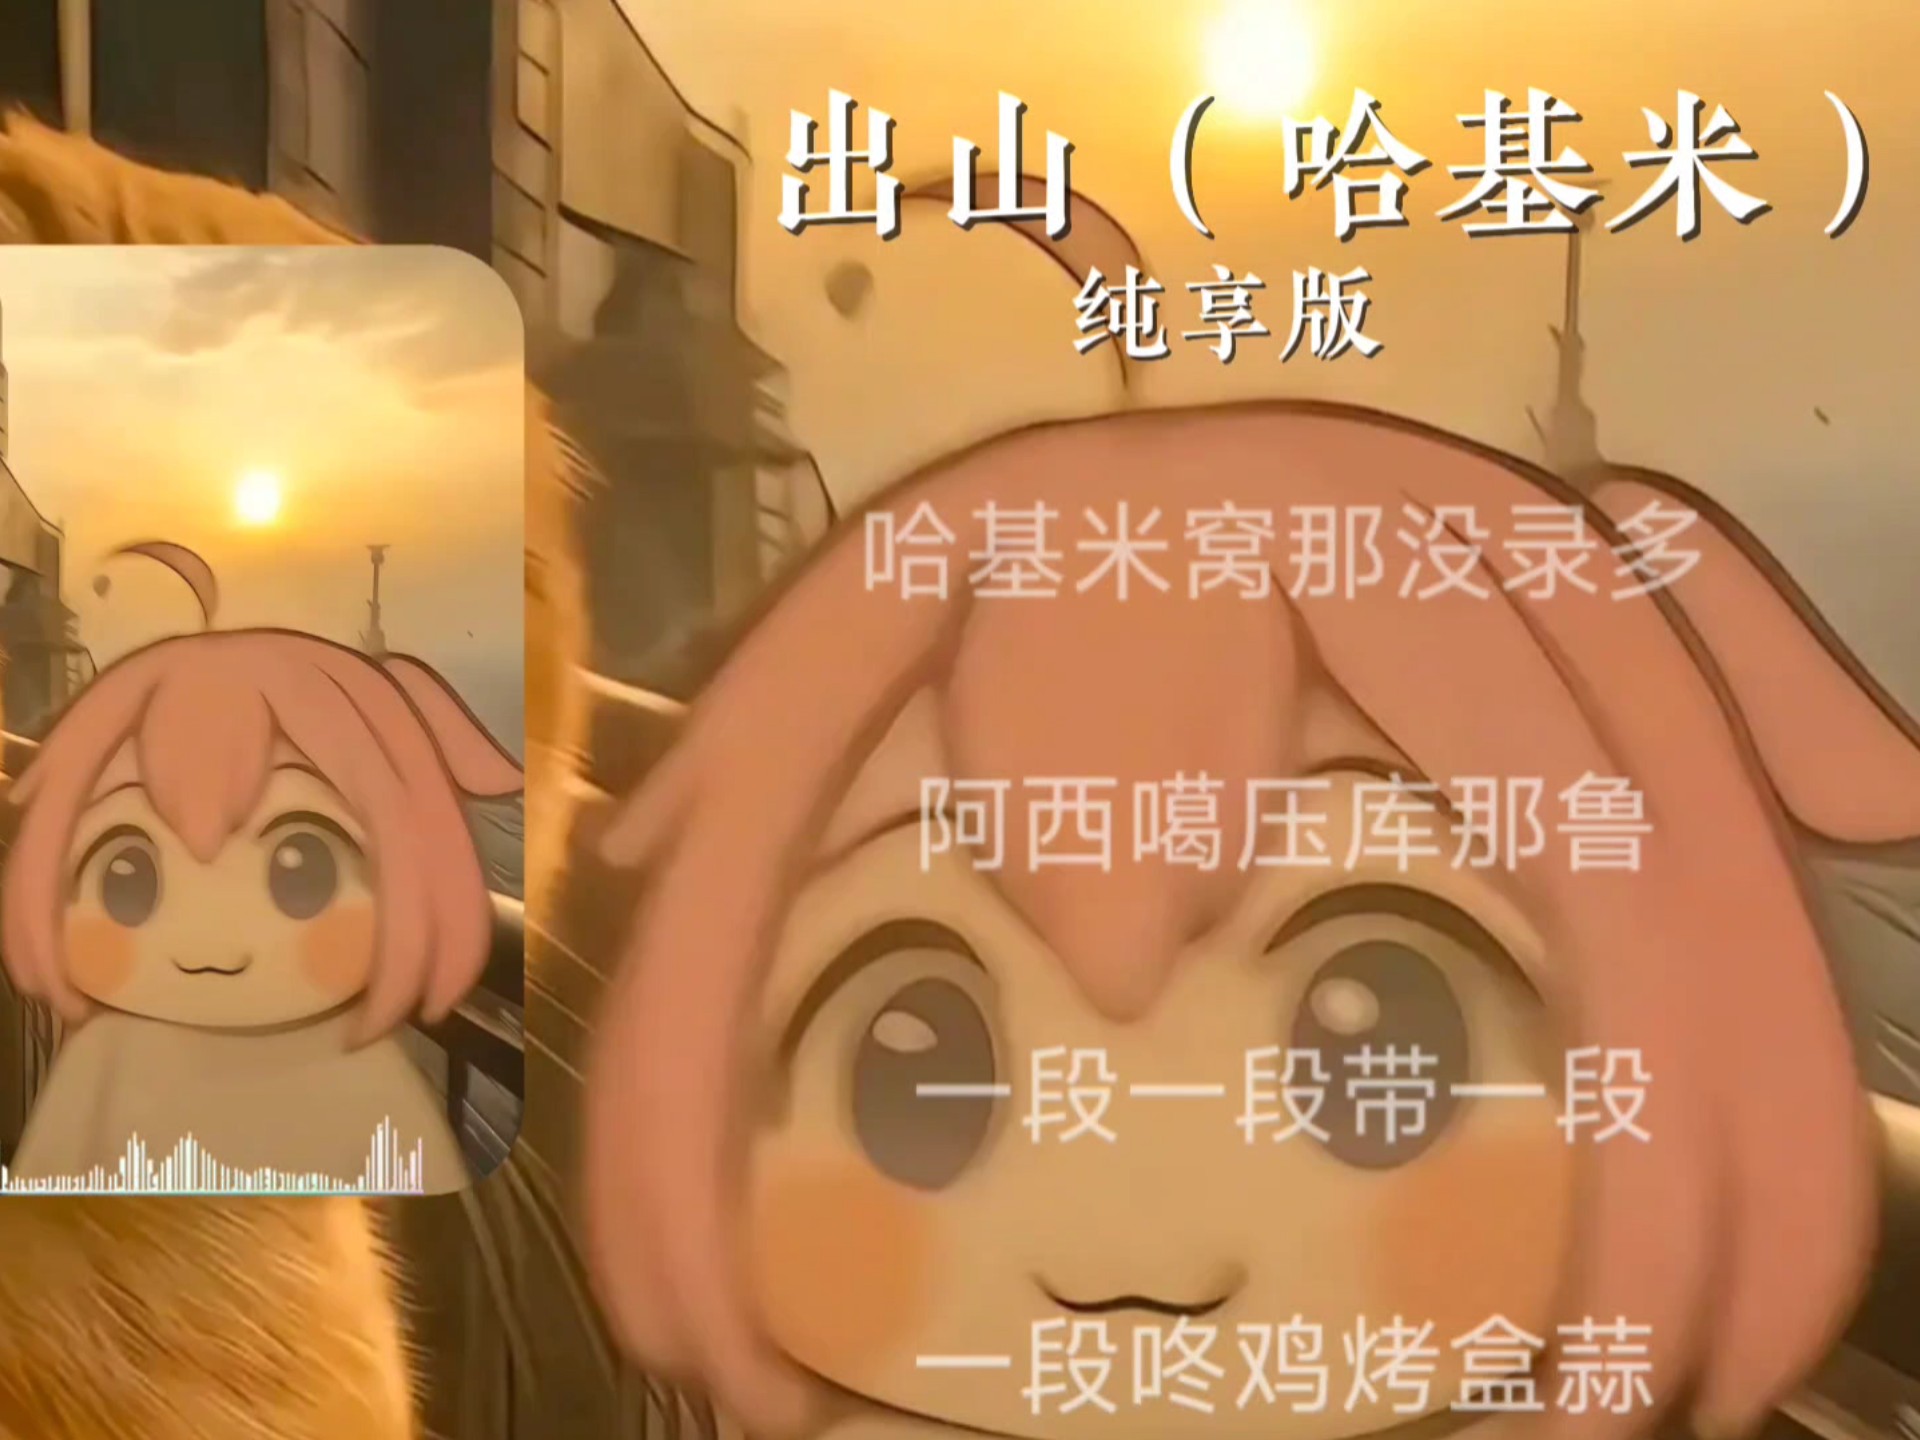 出山（哈基米）
纯享版
哈基米窝那没录多
阿西噶压库那鲁
一段一段带一段
一段咚鸡烤盒蒜